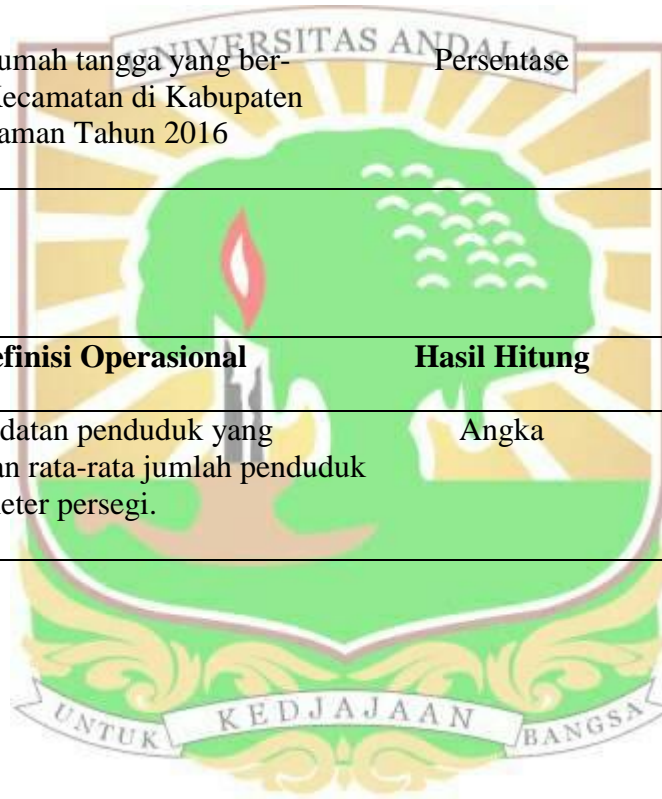 UNIVERSITAS ANDALAS
umah tangga yang ber- Persentase
Kecamatan di Kabupaten
aman Tahun 2016
efinisi Operasional Hasil Hitung
datan penduduk yang Angka
an rata-rata jumlah penduduk
eter persegi.
UNTUK KEDJAJAAN BANGSA